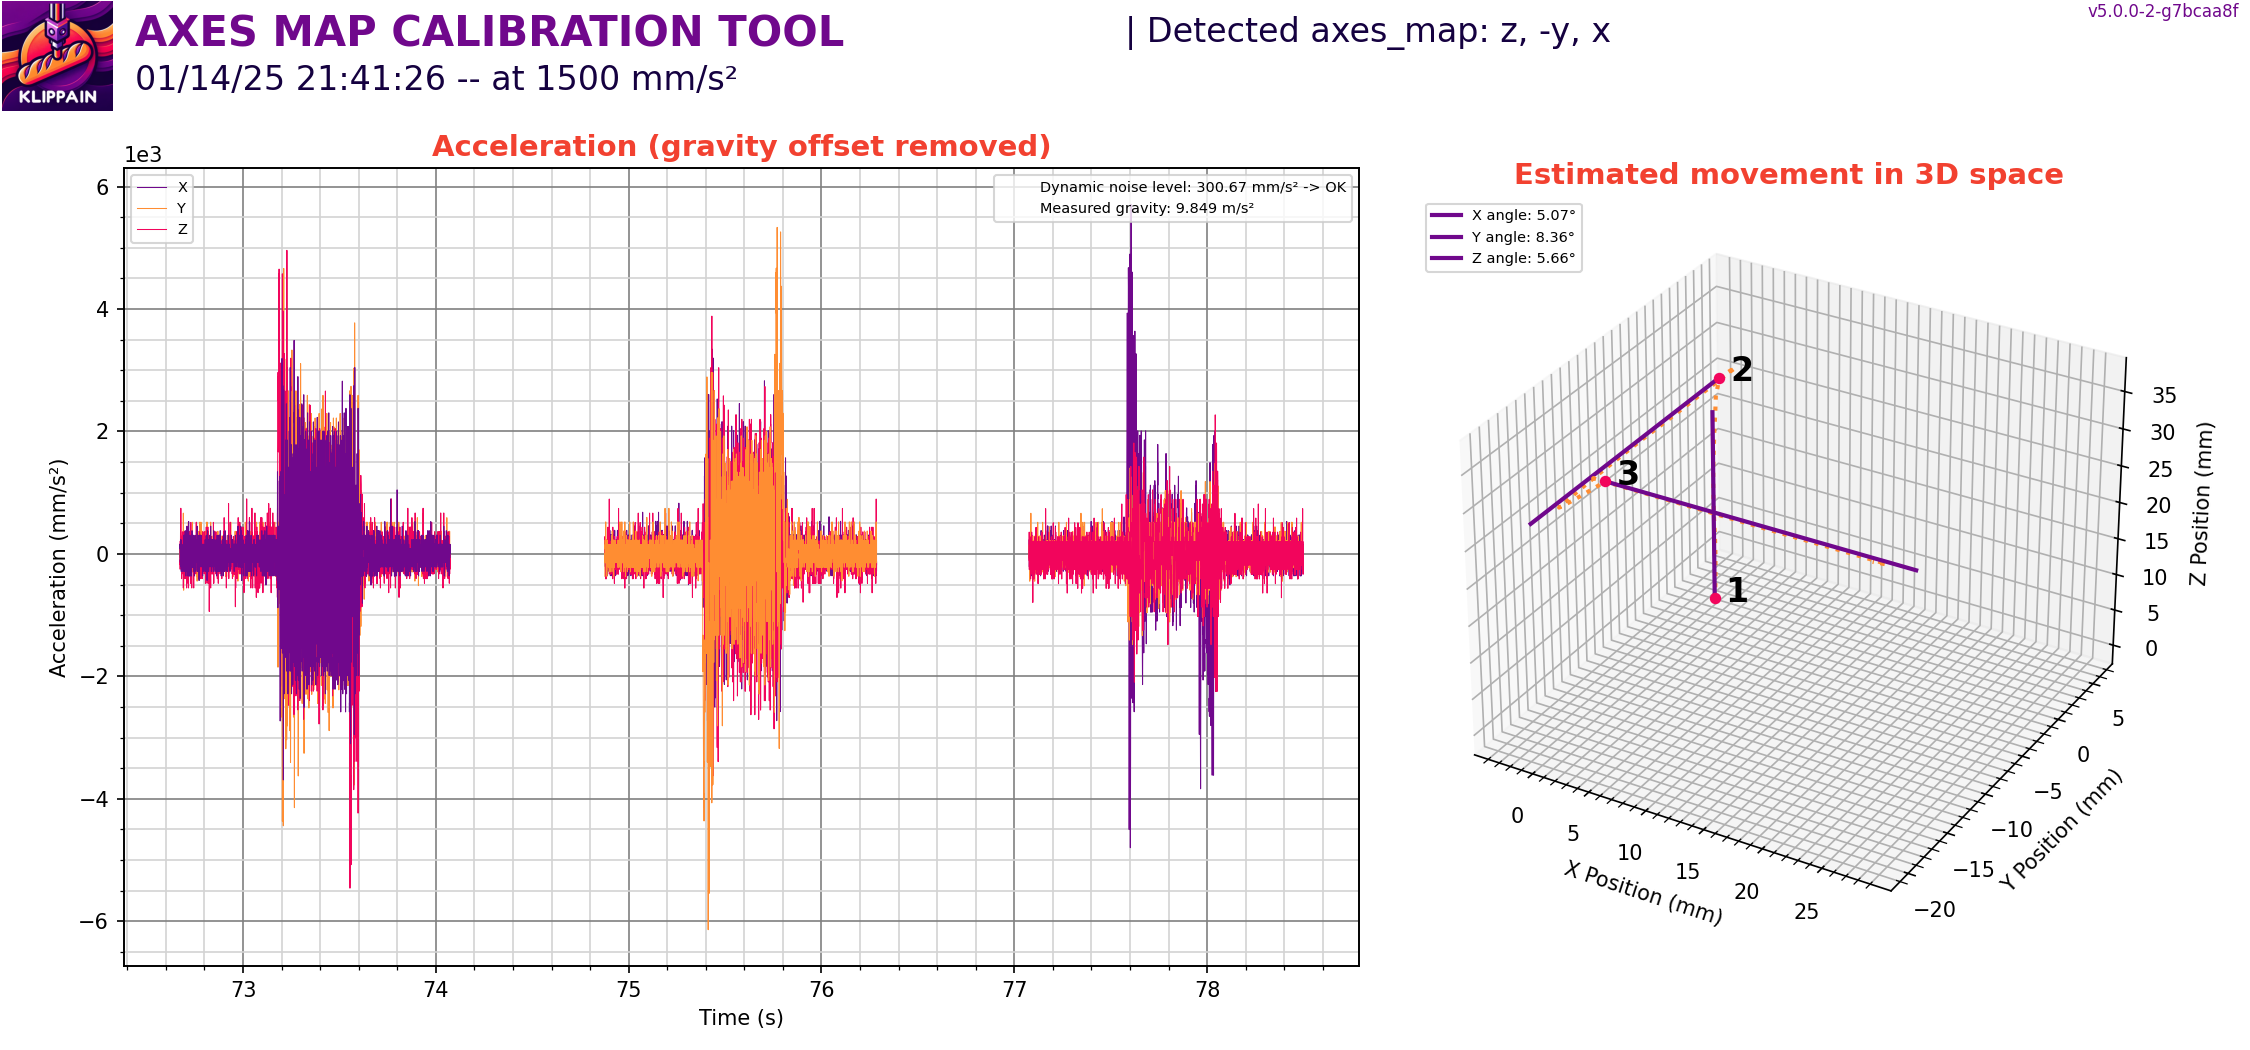 AXES MAP CALIBRATION TOOL
| Detected axes_map: z, -y, x
v5.0.0-2-g7bcaa8f
01/14/25 21:41:26 -- at 1500 mm/s²
KLIPPAIN
Acceleration (gravity offset removed)
1e3
X
Y
Z
Dynamic noise level: 300.67 mm/s² -> OK
Measured gravity: 9.849 m/s²
6
4
2
0
−2
−4
−6
Acceleration (mm/s²)
73
74
75
76
77
78
Time (s)
Estimated movement in 3D space
X angle: 5.07°
Y angle: 8.36°
Z angle: 5.66°
2
3
1
35
30
25
20
15
10
5
0
Z Position (mm)
5
0
−5
−10
−15
−20
Y Position (mm)
0
5
10
15
20
25
X Position (mm)